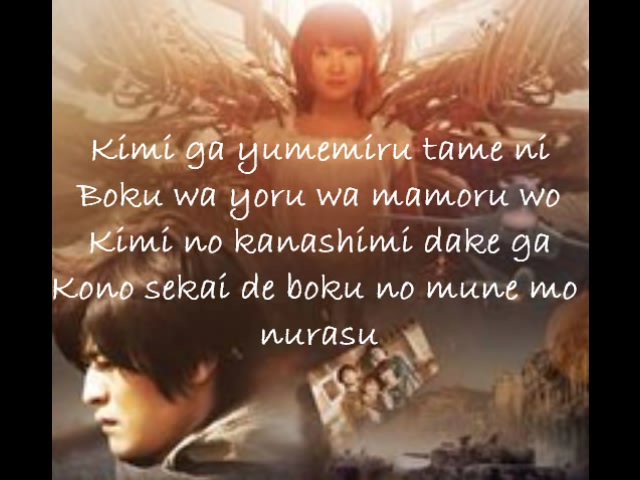 Kimi ga yumemiru tame ni
Boku wa yoru wa mamoru wo
Kimi no kanashimi dake ga
Kono sekai de boku no mune mo
nurasu